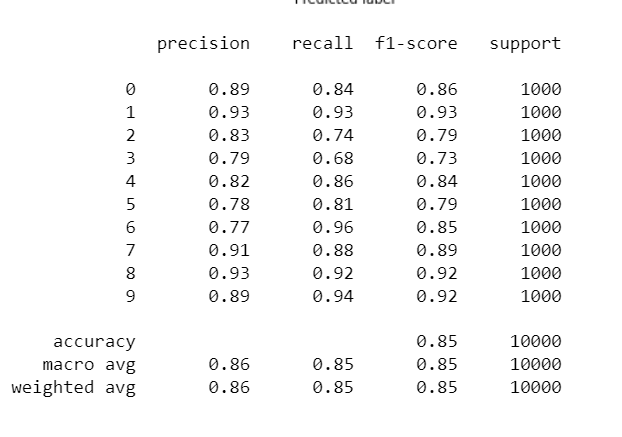 Predicted label
precision recall f1-score support
0 0.89 0.84 0.86 1000
1 0.93 0.93 0.93 1000
2 0.83 0.74 0.79 1000
3 0.79 0.68 0.73 1000
4 0.82 0.86 0.84 1000
5 0.78 0.81 0.79 1000
6 0.77 0.96 0.85 1000
7 0.91 0.88 0.89 1000
8 0.93 0.92 0.92 1000
9 0.89 0.94 0.92 1000
accuracy 0.85 10000
macro avg 0.86 0.85 0.85 10000
weighted avg 0.86 0.85 0.85 10000